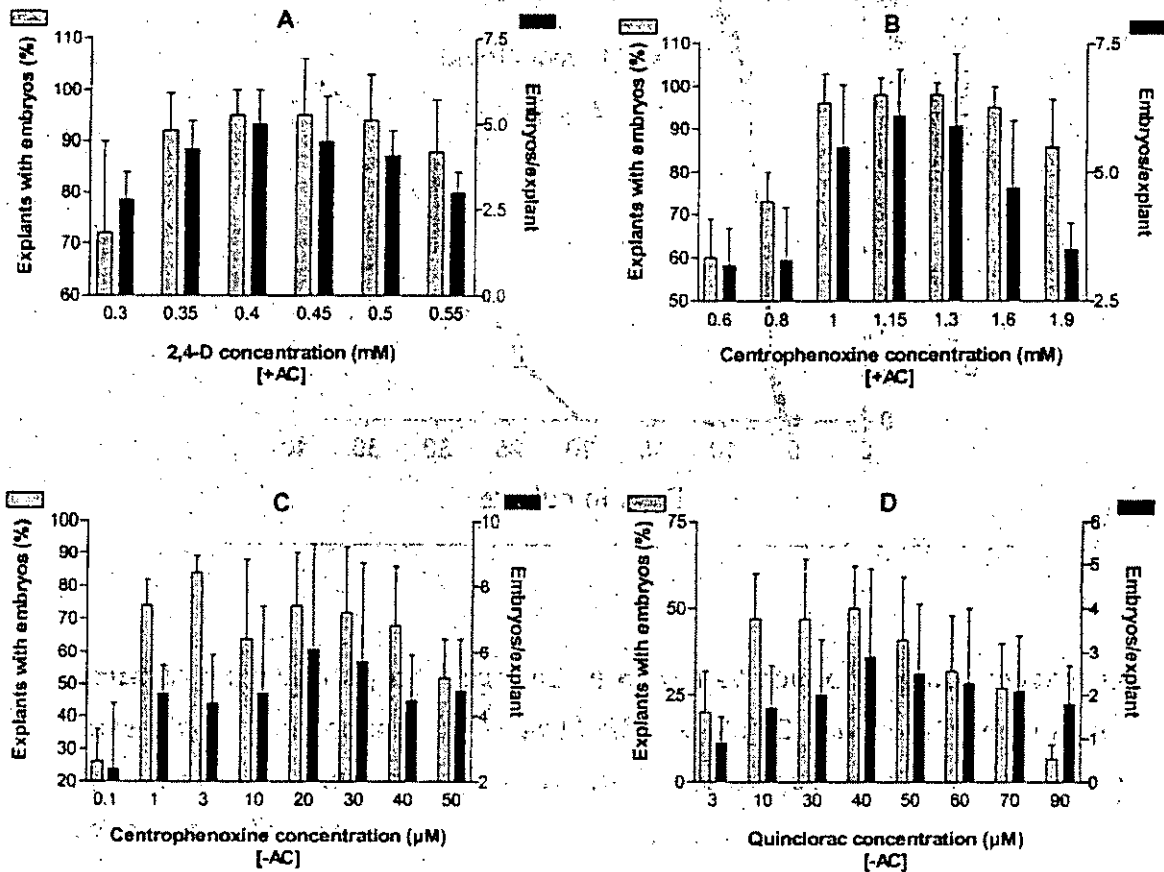 A
Explants with embryos (%)
110
100
90
80
70
60
7.5
5.0
2.5
0.0
Embryos/explant
0.3 0.35 0.4 0.45 0.5 0.55
2,4-D concentration (mM)
[+AC]
B
Explants with embryos (%)
110
100
90
80
70
60
50
7.5
5.0
2.5
Embryos/explant
0.6 0.8 1 1.15 1.3 1.6 1.9
Centrophenoxine concentration (mM)
[+AC]
C
Explants with embryos (%)
100
90
80
70
60
50
40
30
20
10
8
6
4
2
Embryos/explant
0.1 1 3 10 20 30 40 50
Centrophenoxine concentration (µM)
[-AC]
D
Explants with embryos (%)
75
50
25
0
6
5
4
3
2
1
0
Embryos/explant
3 10 30 40 50 60 70 90
Quinclorac concentration (µM)
[-AC]